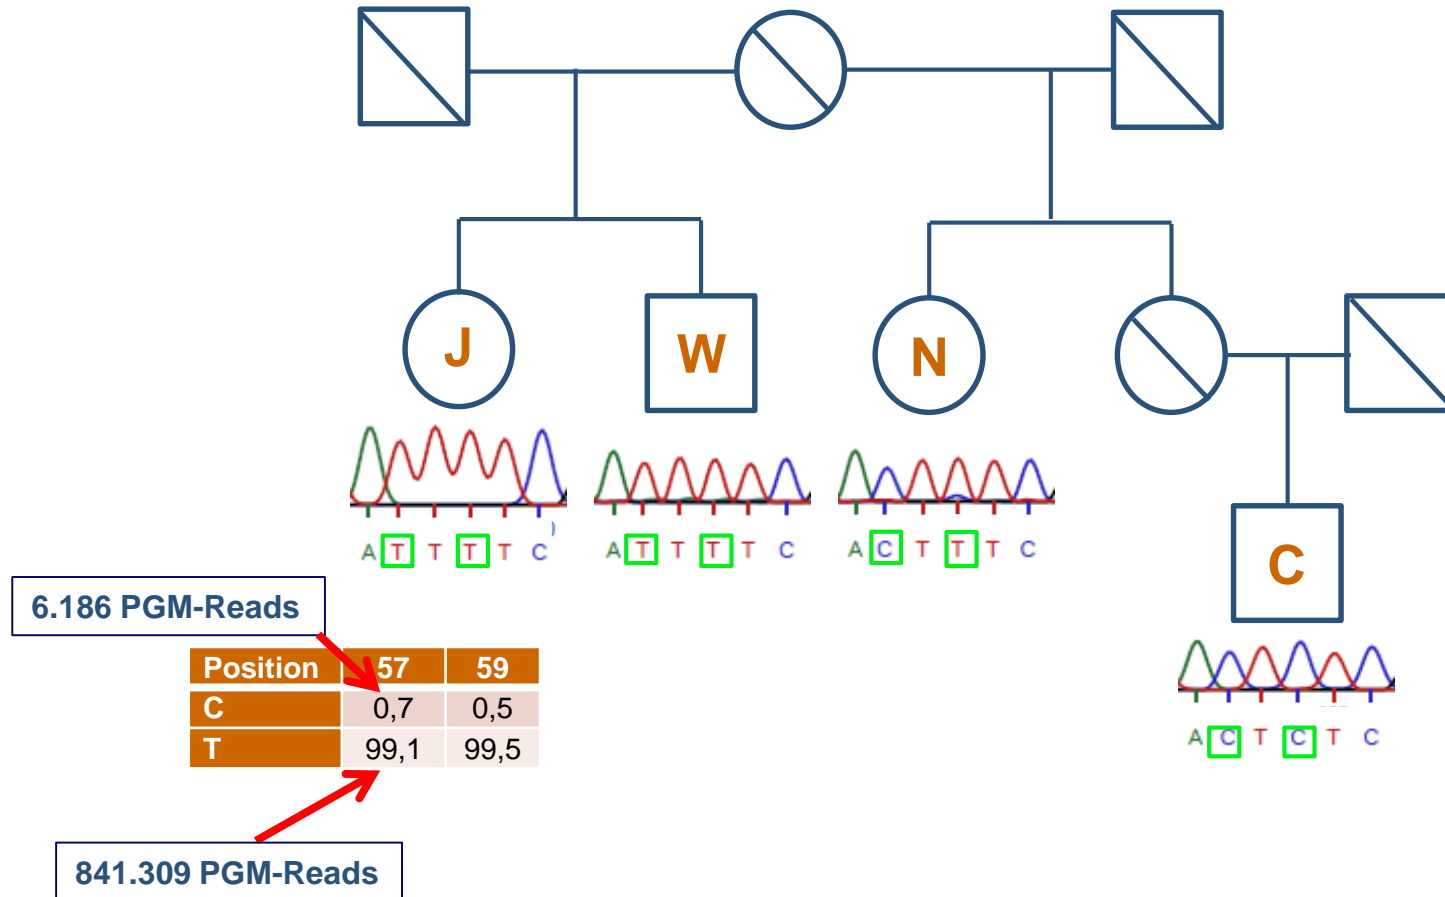 J
W
N
A T T T T C )
A T T T T C
A C T T T C
C
A C T C T C
6.186 PGM-Reads
Position 57 59
C 0,7 0,5
T 99,1 99,5
841.309 PGM-Reads